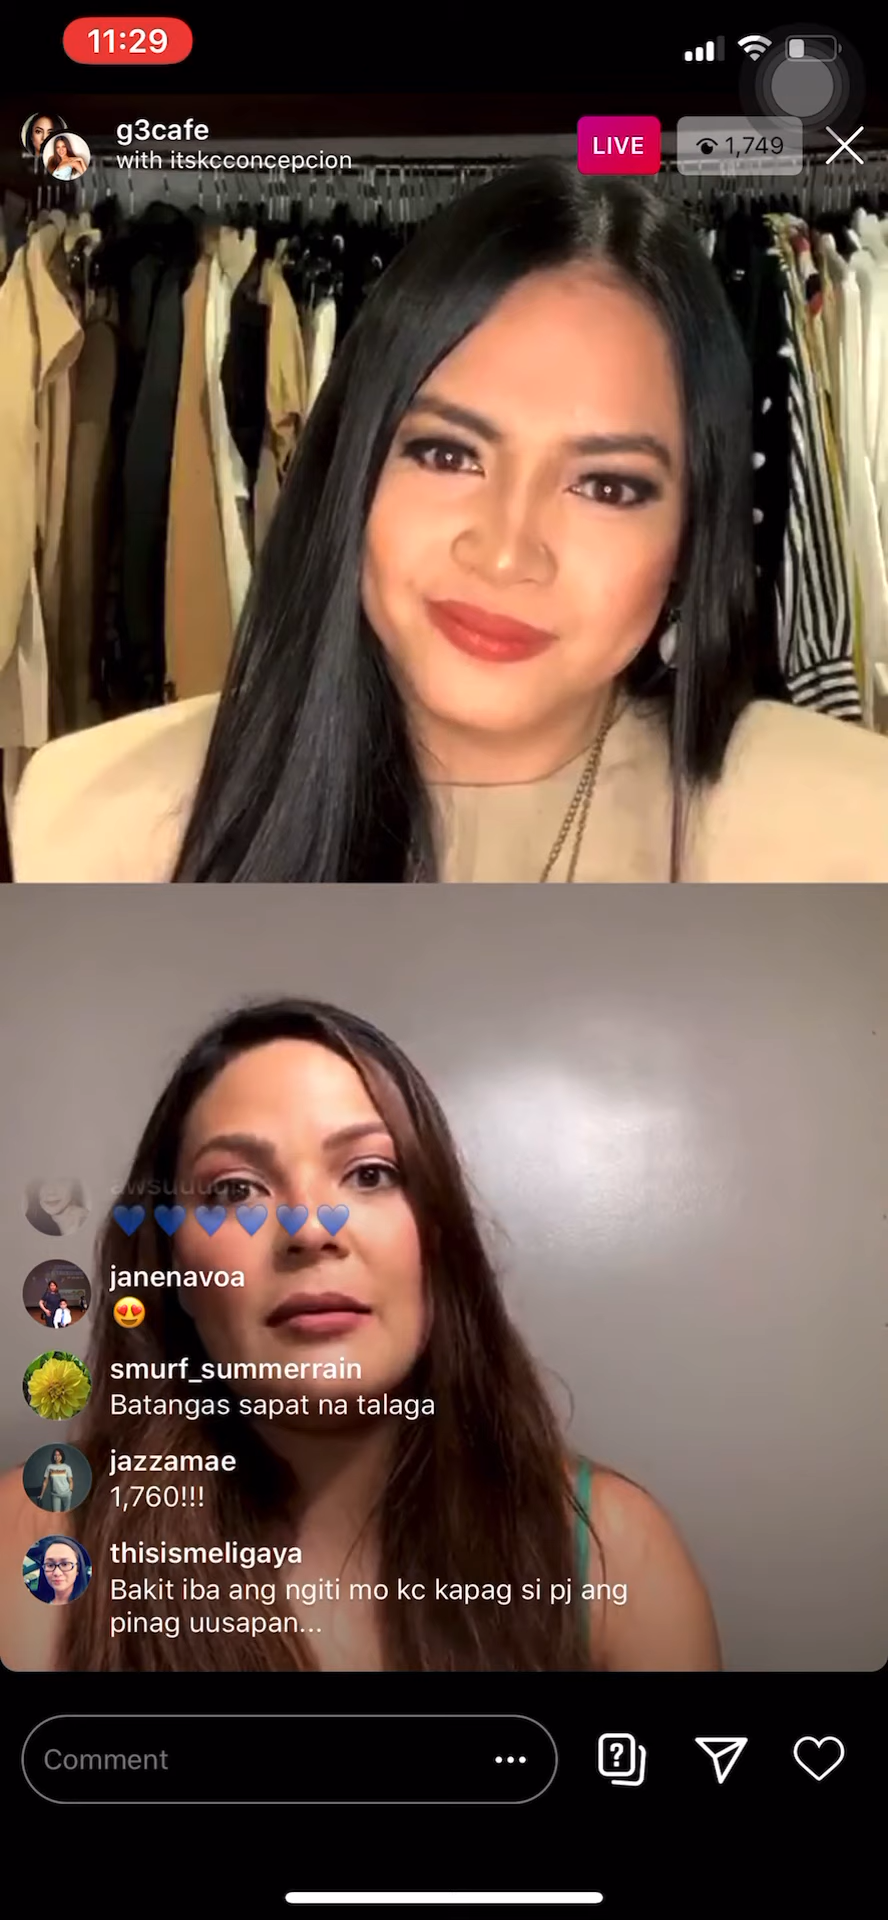 11:29
g3cafe
with itskcconcepcion
LIVE
1,749
janenavoa
smurf_summerrain
Batangas sapat na talaga
jazzamae
1,760!!!
thisismeligaya
Bakit iba ang ngiti mo kc kapag si pj ang
pinag uusapan...
Comment